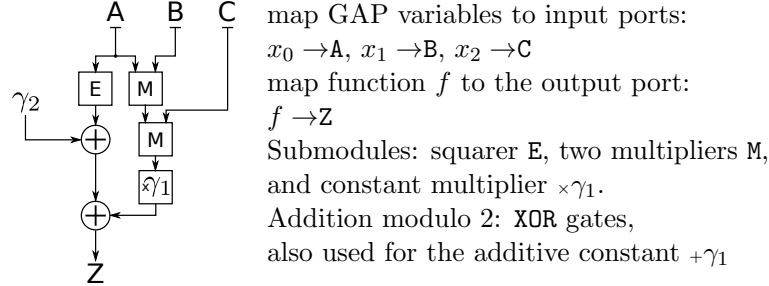 A B C
E M
γ₂
M
×γ₁
Z
map GAP variables to input ports:
x₀ →A, x₁ →B, x₂ →C
map function f to the output port:
f →Z
Submodules: squarer E, two multipliers M,
and constant multiplier ×γ₁.
Addition modulo 2: XOR gates,
also used for the additive constant +γ₁